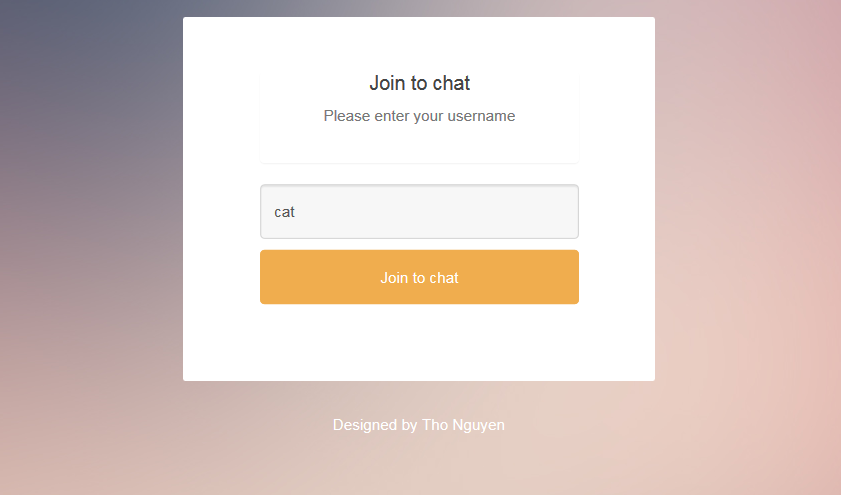 Join to chat
Please enter your username
cat
Join to chat
Designed by Tho Nguyen